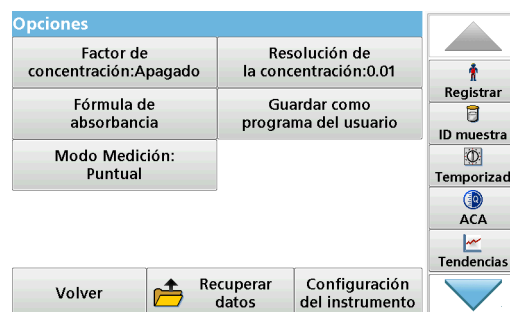 Opciones
Factor de
concentración:Apagado
Resolución de
la concentración:0.01
Fórmula de
absorbancia
Guardar como
programa del usuario
Modo Medición:
Puntual
Registrar
ID muestra
Temporizad
ACA
Tendencias
Volver
Recuperar
datos
Configuración
del instrumento